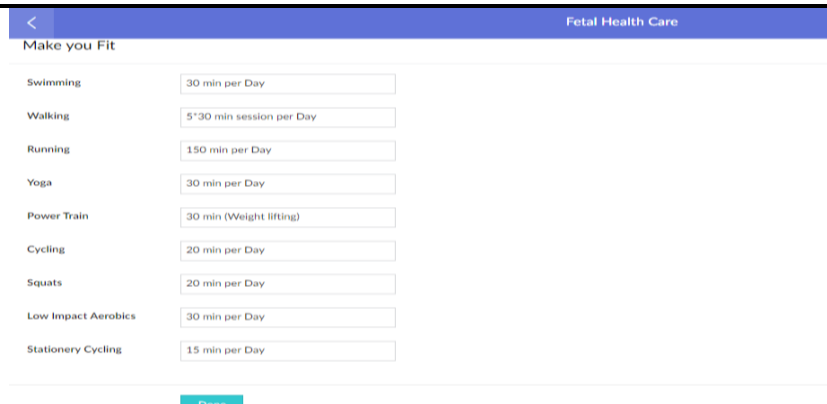 Fetal Health Care
Make you Fit
Swimming 30 min per Day
Walking 5*30 min session per Day
Running 150 min per Day
Yoga 30 min per Day
Power Train 30 min (Weight lifting)
Cycling 20 min per Day
Squats 20 min per Day
Low Impact Aerobics 30 min per Day
Stationery Cycling 15 min per Day